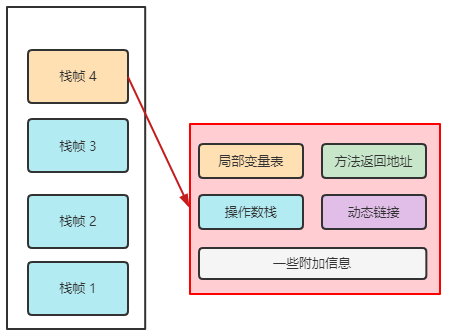 栈帧 4
栈帧 3
栈帧 2
栈帧 1
局部变量表
方法返回地址
操作数栈
动态链接
一些附加信息